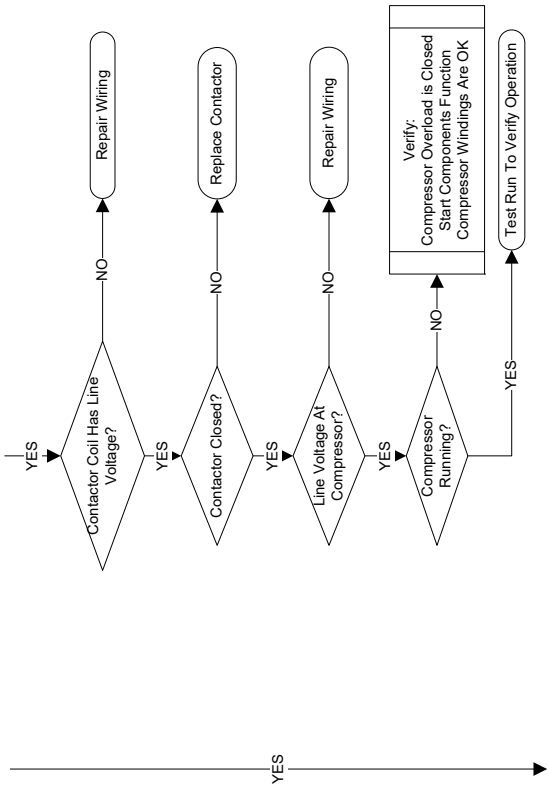 YES
Contactor Coil Has Line
Voltage?
NO
Repair Wiring
YES
Contactor Closed?
NO
Replace Contactor
YES
Line Voltage At
Compressor?
NO
Repair Wiring
YES
Compressor
Running?
NO
Verify:
Compressor Overload is Closed
Start Components Function
Compressor Windings Are OK
YES
Test Run To Verify Operation
YES